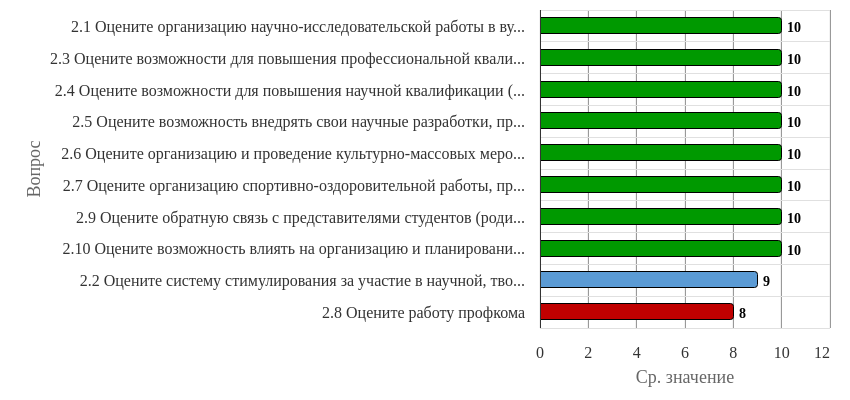 2.1 Оцените организацию научно-исследовательской работы в ву... 10
2.3 Оцените возможности для повышения профессиональной квали... 10
2.4 Оцените возможности для повышения научной квалификации (... 10
2.5 Оцените возможность внедрять свои научные разработки, пр... 10
2.6 Оцените организацию и проведение культурно-массовых меро... 10
2.7 Оцените организацию спортивно-оздоровительной работы, пр... 10
2.9 Оцените обратную связь с представителями студентов (роди... 10
2.10 Оцените возможность влиять на организацию и планировани... 10
2.2 Оцените систему стимулирования за участие в научной, тво... 9
2.8 Оцените работу профкома 8
Вопрос
0 2 4 6 8 10 12
Ср. значение